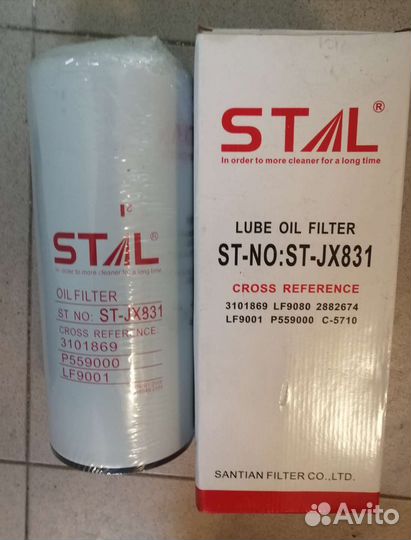 STAL®
In order to more cleaner for a long time
OIL FILTER
ST NO: ST-JX831
CROSS REFERENCE
3101869
P559000
LF9001
STAL®
In order to more cleaner for a long time
LUBE OIL FILTER
ST-NO:ST-JX831
CROSS REFERENCE
3101869 LF9080 2882674
LF9001 P559000 C-5710
SANTIAN FILTER CO.,LTD.
Avito